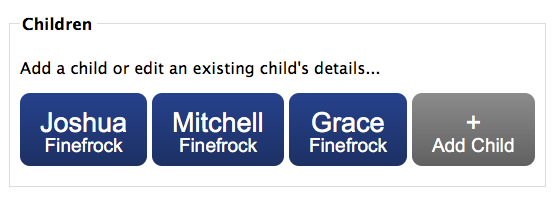 Children
Add a child or edit an existing child's details...
Joshua
Finefrock
Mitchell
Finefrock
Grace
Finefrock
+
Add Child